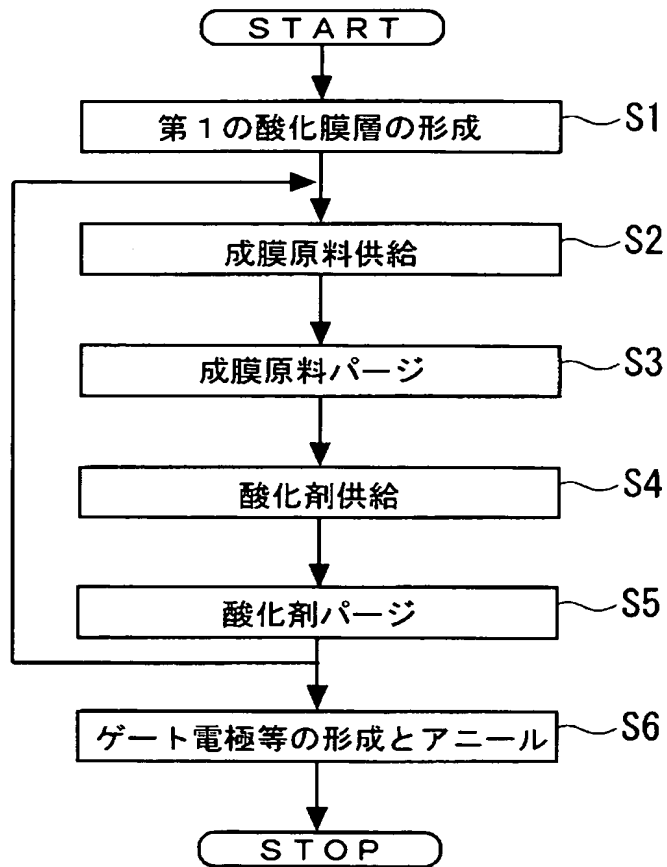 START
第1の酸化膜層の形成
S1
成膜原料供給
S2
成膜原料パージ
S3
酸化剤供給
S4
酸化剤パージ
S5
ゲート電極等の形成とアニール
S6
STOP